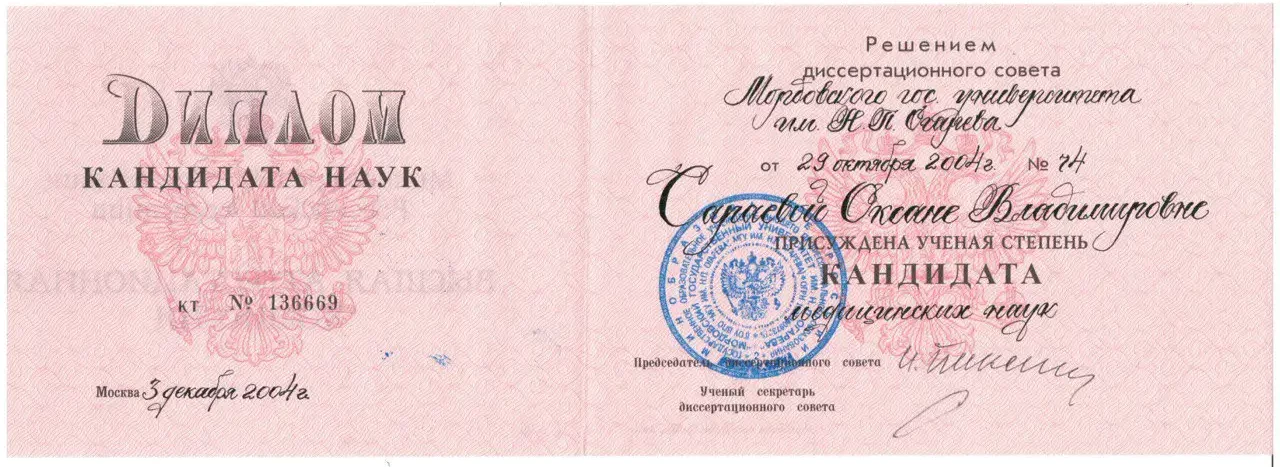 ДИПЛОМ
КАНДИДАТА НАУК
КТ № 136669
Москва 3 декабря 2004г.
Решением
диссертационного совета
Мордовского гос. университета
им. Н П. Огарева
от 29 октября 2004г. № 74
Сараевой Оксане Владимировне
ПРИСУЖДЕНА УЧЕНАЯ СТЕПЕНЬ
КАНДИДАТА
медицинских наук
Председатель диссертационного совета
Ученый секретарь
диссертационного совета